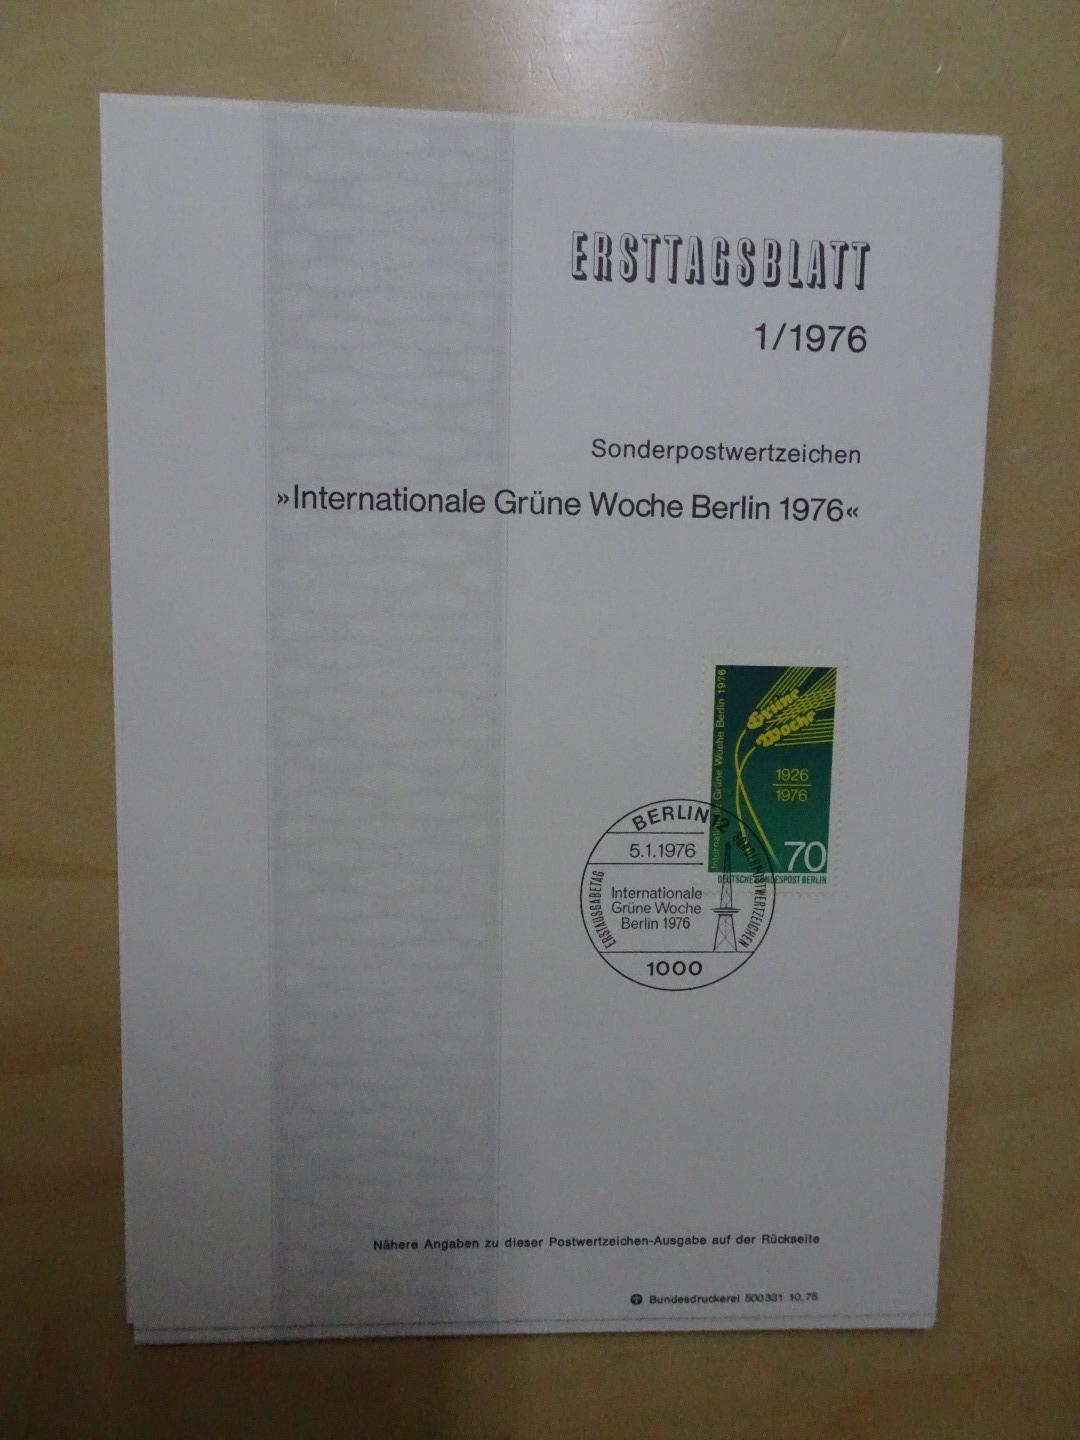 ERSTTAGSBLATT
1/1976
Sonderpostwertzeichen
»Internationale Grüne Woche Berlin 1976«
Internationale Grüne Woche Berlin 1976
Grüne
Woche
1926
1976
70
DEUTSCHE BUNDESPOST BERLIN
BERLIN 12
5.1.1976
ERSTAUSGABETAG
Internationale
Grüne Woche
Berlin 1976
1000
Nähere Angaben zu dieser Postwertzeichen-Ausgabe auf der Rückseite
Bundesdruckerei 500 331 10.75